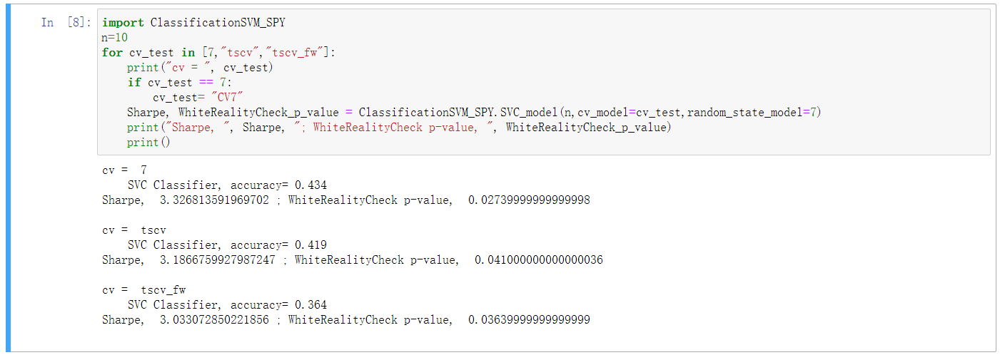 In [8]:
import ClassificationSVM_SPY
n=10
for cv_test in [7,"tscv","tscv_fw"]:
    print("cv = ", cv_test)
    if cv_test == 7:
        cv_test= "CV7"
    Sharpe, WhiteRealityCheck_p_value = ClassificationSVM_SPY.SVC_model(n,cv_model=cv_test,random_state_model=7)
    print("Sharpe, ", Sharpe, "; WhiteRealityCheck p-value, ", WhiteRealityCheck_p_value)
    print()
cv =  7
    SVC Classifier, accuracy= 0.434
Sharpe,  3.326813591969702 ; WhiteRealityCheck p-value,  0.02739999999999998
cv =  tscv
    SVC Classifier, accuracy= 0.419
Sharpe,  3.1866759927987247 ; WhiteRealityCheck p-value,  0.041000000000000036
cv =  tscv_fw
    SVC Classifier, accuracy= 0.364
Sharpe,  3.033072850221856 ; WhiteRealityCheck p-value,  0.03639999999999999